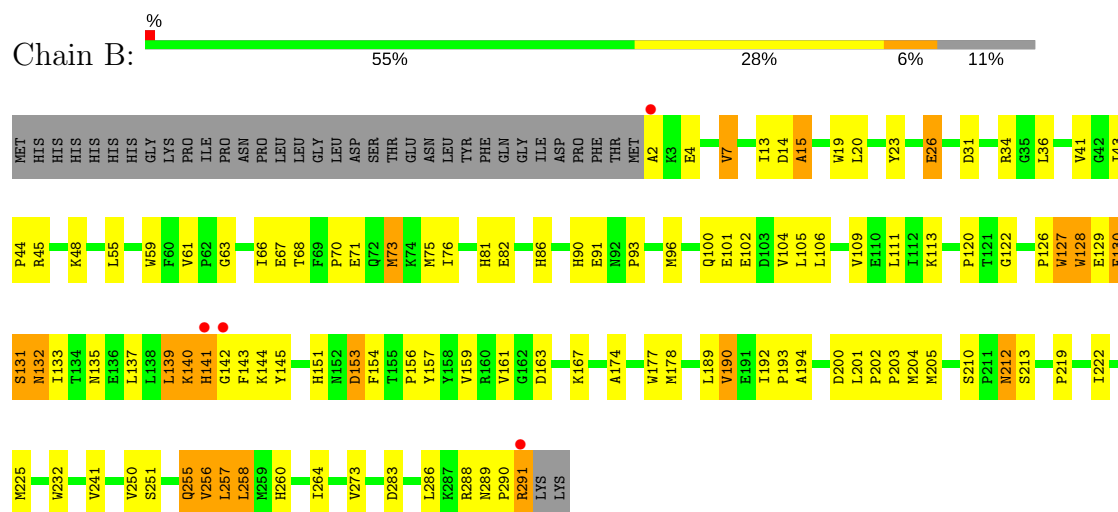 %
Chain B:
55% 28% 6% 11%
MET HIS HIS HIS HIS HIS HIS GLY LYS PRO ILE PRO ASN PRO LEU LEU GLY LEU ASP SER THR GLU ASN LEU TYR PHE GLN GLY ILE ASP PRO PHE THR MET A2 K3 E4 V7 I13 D14 A15 W19 L20 Y23 E26 D31 R34 G35 L36 V41 G42 I43
P44 R45 K48 L55 W59 F60 V61 P62 G63 I66 E67 T68 F69 P70 E71 Q72 M73 K74 M75 I76 H81 E82 H86 H90 E91 N92 P93 M96 Q100 E101 E102 D103 V104 L105 L106 V109 E110 L111 I112 K113 P120 T121 G122 P126 W127 W128 E129 E130
S131 N132 I133 T134 N135 E136 L137 L138 L139 K140 H141 G142 F143 K144 Y145 H151 N152 D153 F154 T155 P156 Y157 Y158 V159 R160 V161 G162 D163 K167 A174 W177 M178 L189 V190 E191 I192 P193 A194 D200 L201 P202 P203 M204 M205 S210 P211 N212 S213 P219 I222
M225 W232 V241 V250 S251 Q255 V256 L257 L258 M259 H260 I264 V273 D283 L286 K287 R288 N289 P290 R291 LYS LYS